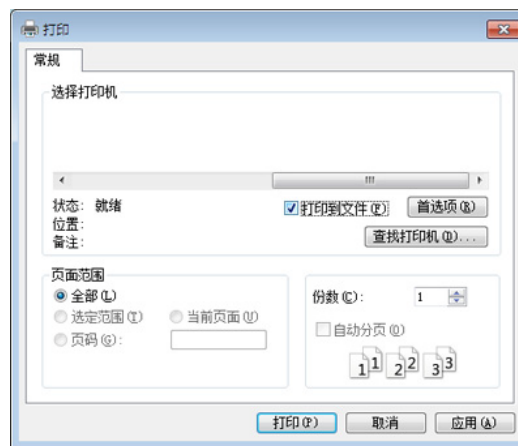 打印
常规
选择打印机
状态: 就绪
打印到文件(F)
首选项(R)
位置:
备注:
查找打印机(D)...
页面范围
全部(L)
选定范围(T)
当前页面(U)
页码(G):
份数(C): 1
自动分页(O)
1 1 2 2 3 3
打印(P)
取消
应用(A)